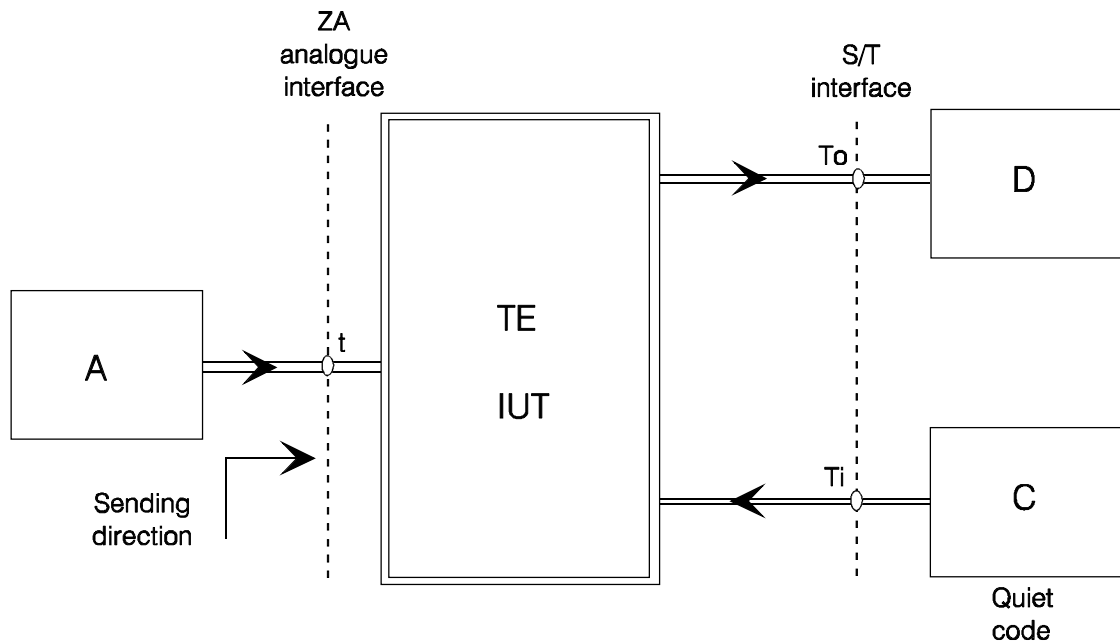 ZA
analogue
interface
S/T
interface
To
D
t
TE
A
IUT
Sending
direction
Ti
C
Quiet
code